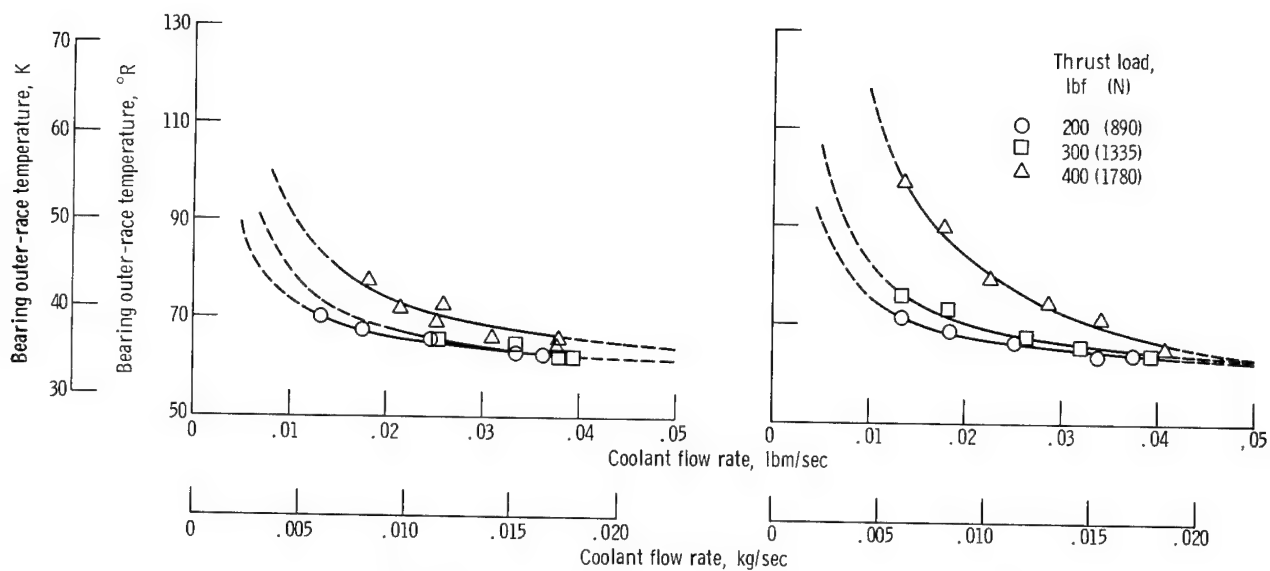 Bearing outer-race temperature, K
70
60
50
40
30
Bearing outer-race temperature, °R
130
110
90
70
50
0 .01 .02 .03 .04 .05
Coolant flow rate, lbm/sec
0 .01 .02 .03 .04 .05
0 .005 .010 .015 .020
0 .005 .010 .015 .020
Coolant flow rate, kg/sec
Thrust load,
lbf (N)
200 (890)
300 (1335)
400 (1780)